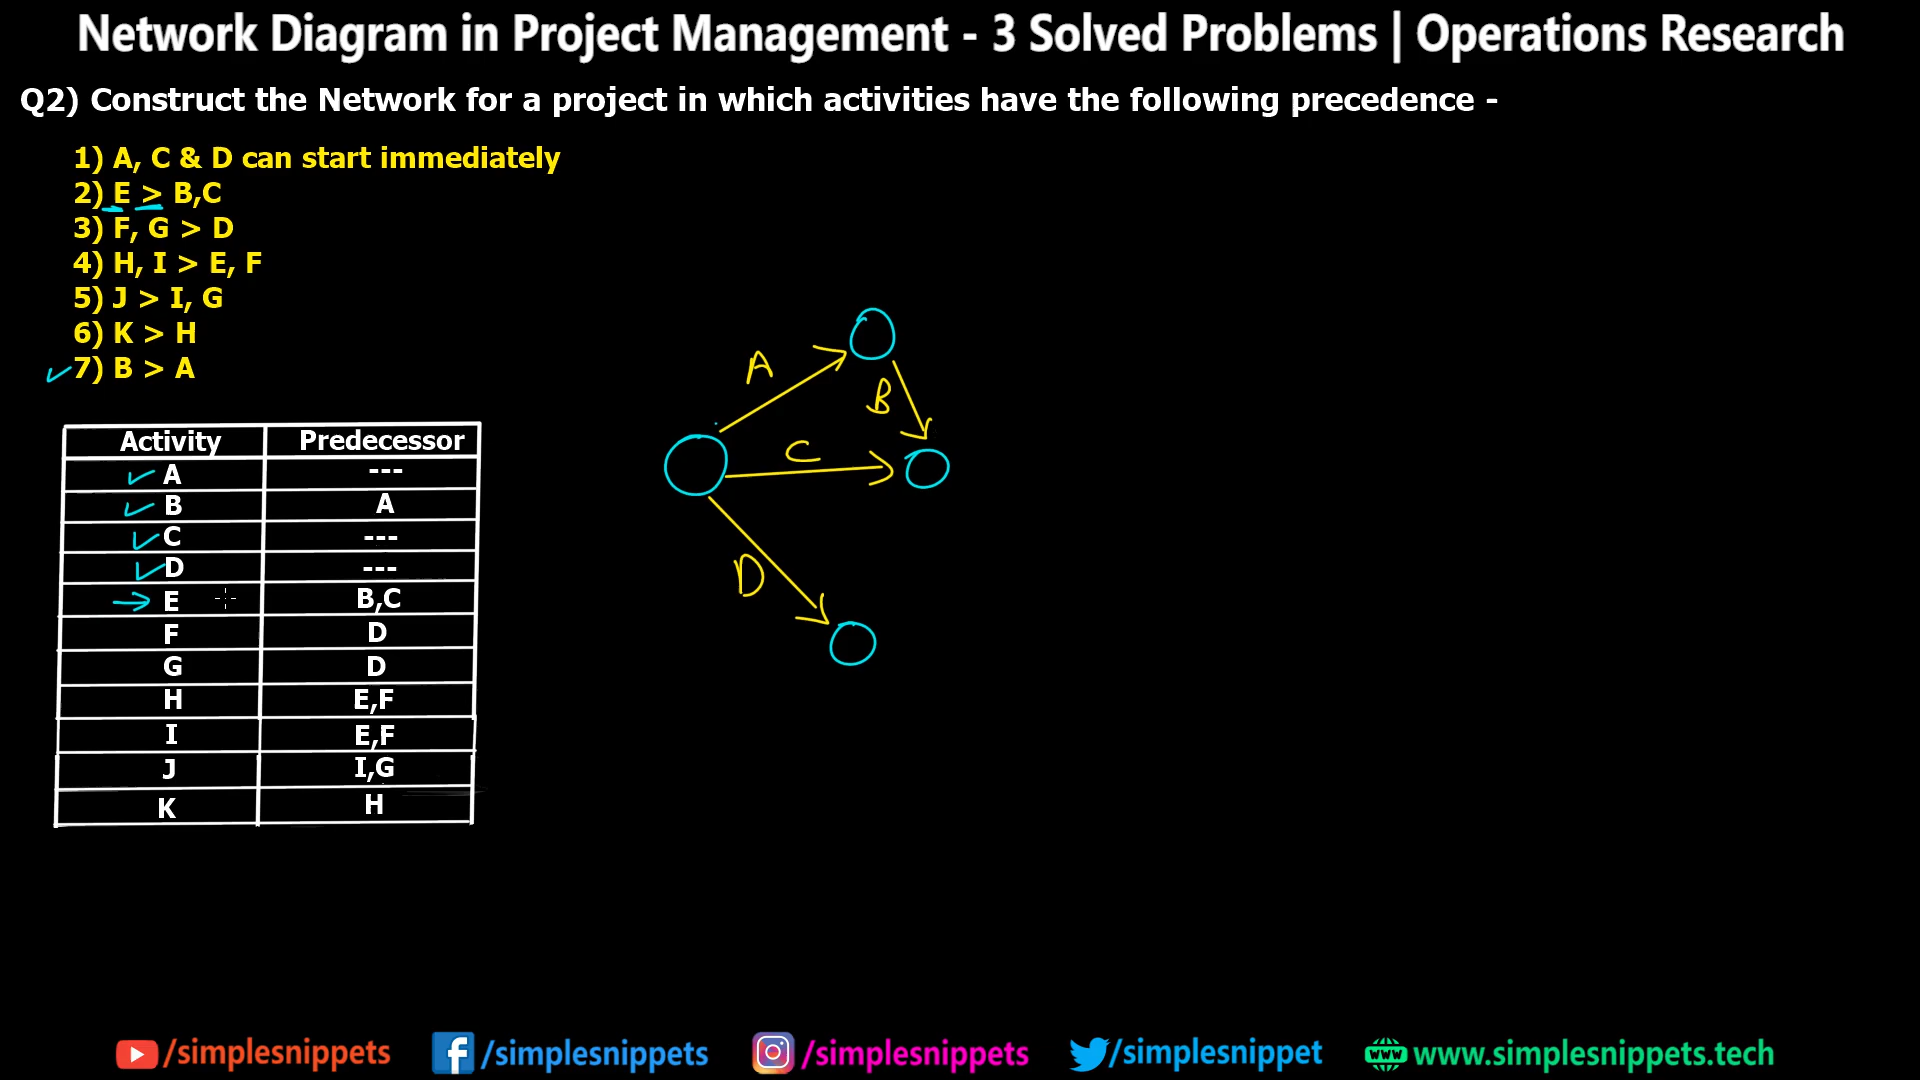 Network Diagram in Project Management - 3 Solved Problems | Operations Research
Q2) Construct the Network for a project in which activities have the following precedence -
1) A, C & D can start immediately
2) E > B,C
3) F, G > D
4) H, I > E, F
5) J > I, G
6) K > H
7) B > A
Activity Predecessor
A ---
B A
C ---
D ---
E B,C
F D
G D
H E,F
I E,F
J I,G
K H
A
B
C
D
/simplesnippets /simplesnippets /simplesnippets /simplesnippet www.simplesnippets.tech